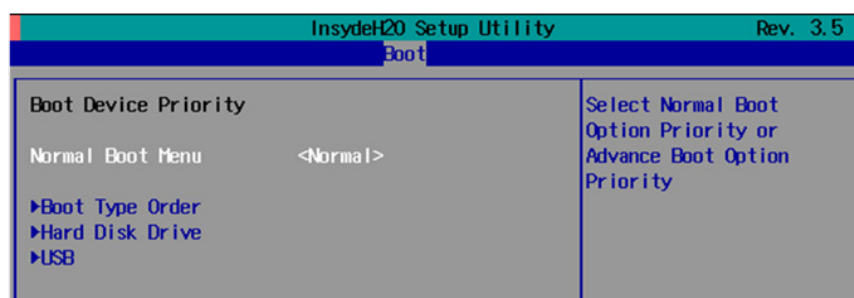 InsydeH20 Setup Utility Rev. 3.5
Boot
Boot Device Priority
Normal Boot Menu <Normal>
▶Boot Type Order
▶Hard Disk Drive
▶USB
Select Normal Boot
Option Priority or
Advance Boot Option
Priority